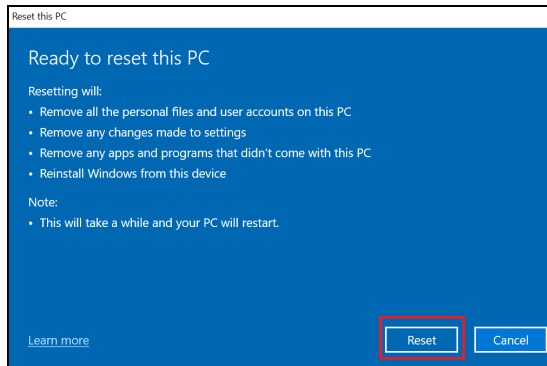 Reset this PC
Ready to reset this PC
Resetting will:
• Remove all the personal files and user accounts on this PC
• Remove any changes made to settings
• Remove any apps and programs that didn't come with this PC
• Reinstall Windows from this device
Note:
• This will take a while and your PC will restart.
Learn more
Reset
Cancel